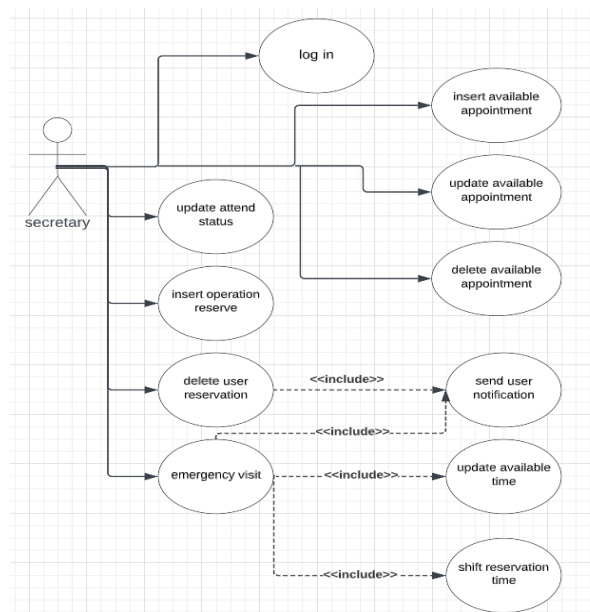 log in
insert available
appointment
update available
appointment
secretary
update attend
status
delete available
appointment
insert operation
reserve
delete user
reservation
<<include>>
send user
notification
<<include>>
emergency visit
<<include>>
update available
time
<<include>>
shift reservation
time